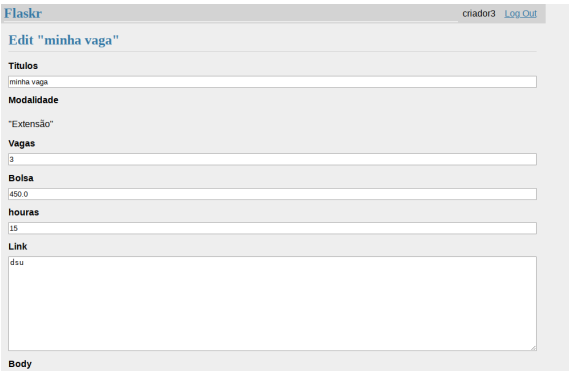 Flaskr
criador3 Log Out
Edit "minha vaga"
Títulos
minha vaga
Modalidade
"Extensão"
Vagas
3
Bolsa
450.0
houras
15
Link
dsu
Body